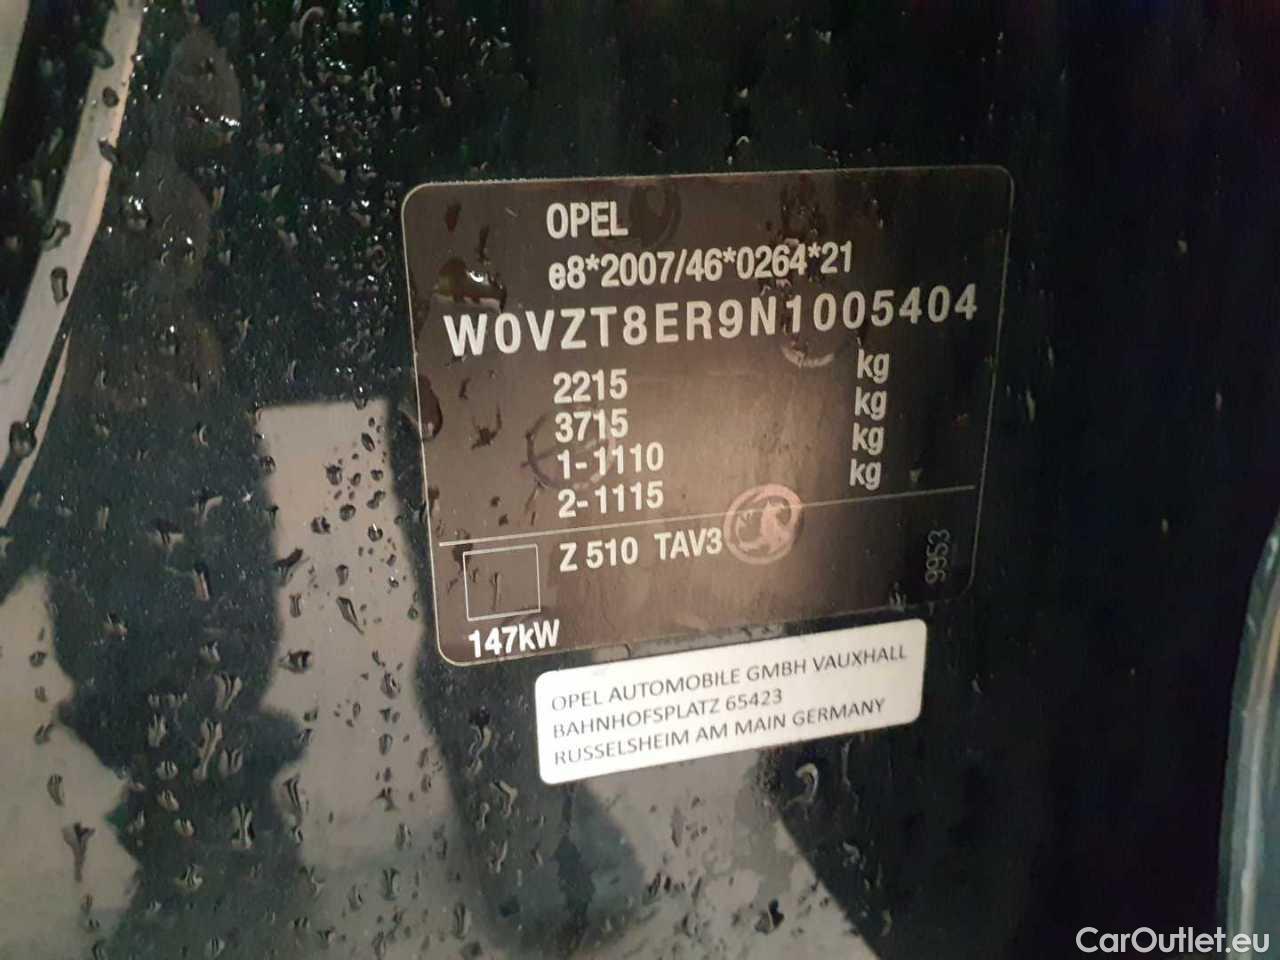 OPEL
e8*2007/46*0264*21
W0VZT8ER9N1005404
2215 kg
3715 kg
1-1110 kg
2-1115 kg
Z 510 TAV3
9953
147kW
OPEL AUTOMOBILE GMBH VAUXHALL
BAHNHOFSPLATZ 65423
RUSSELSHEIM AM MAIN GERMANY
CarOutlet.eu